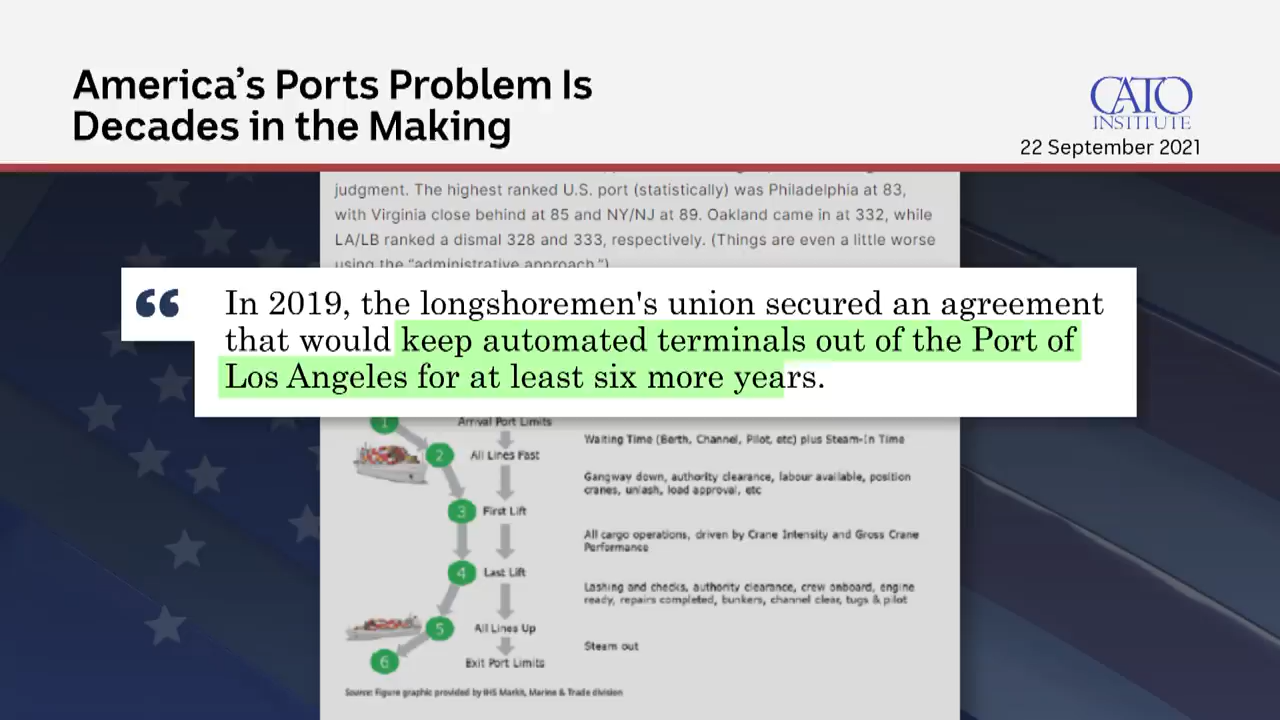 America's Ports Problem Is
Decades in the Making
CATO
INSTITUTE
22 September 2021
judgment. The highest ranked U.S. port (statistically) was Philadelphia at 83,
with Virginia close behind at 85 and NY/NJ at 89. Oakland came in at 332, while
LA/LB ranked a dismal 328 and 333, respectively. (Things are even a little worse
using the “administrative approach.”)
“ In 2019, the longshoremen's union secured an agreement
that would keep automated terminals out of the Port of
Los Angeles for at least six more years.
1 Arrival Port Limits
Waiting Time (Berth, Channel, Pilot, etc) plus Steam-In Time
2 All Lines Fast
Gangway down, authority clearance, labour available, position
cranes, unlash, load approval, etc
3 First Lift
All cargo operations, driven by Crane Intensity and Gross Crane
Performance
4 Last Lift
Lashing and checks, authority clearance, crew onboard, engine
ready, repairs completed, bunkers, channel clear, tugs & pilot
5 All Lines Up
Steam out
6 Exit Port Limits
Source: Figure graphic provided by IHS Markit, Marine & Trade division